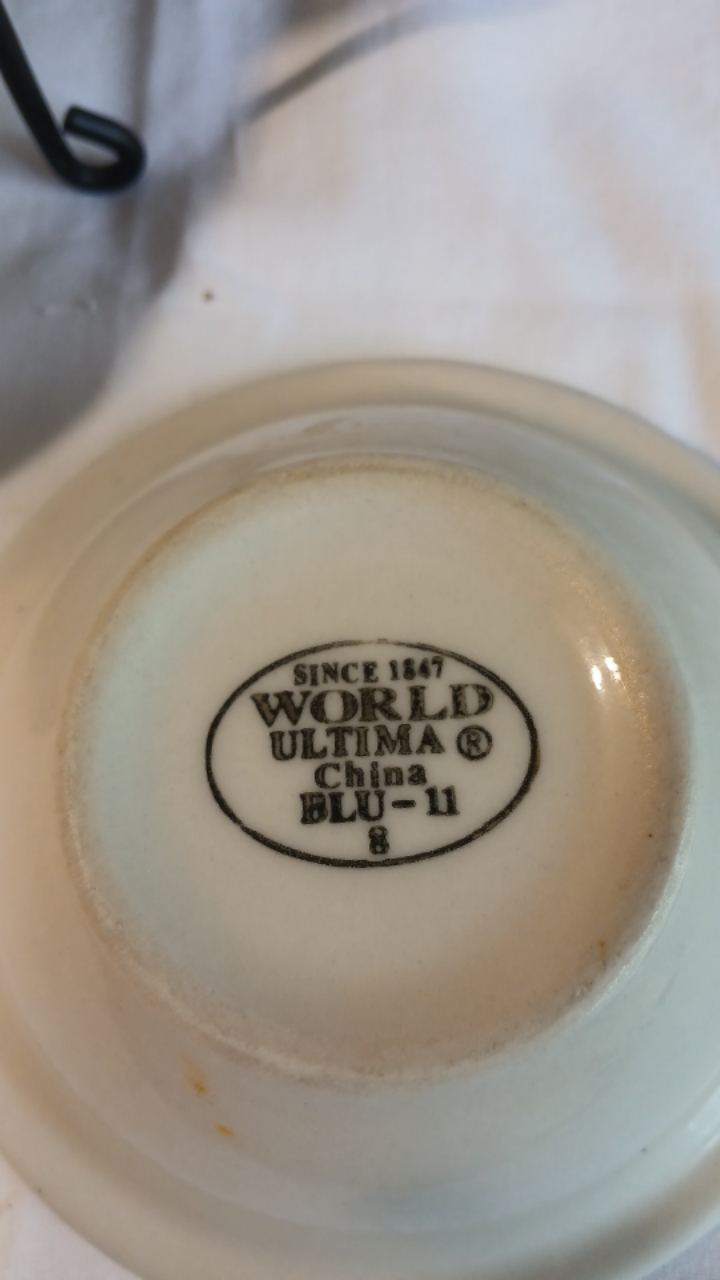 SINCE 1847
WORLD
ULTIMA ®
China
BLU-11
8